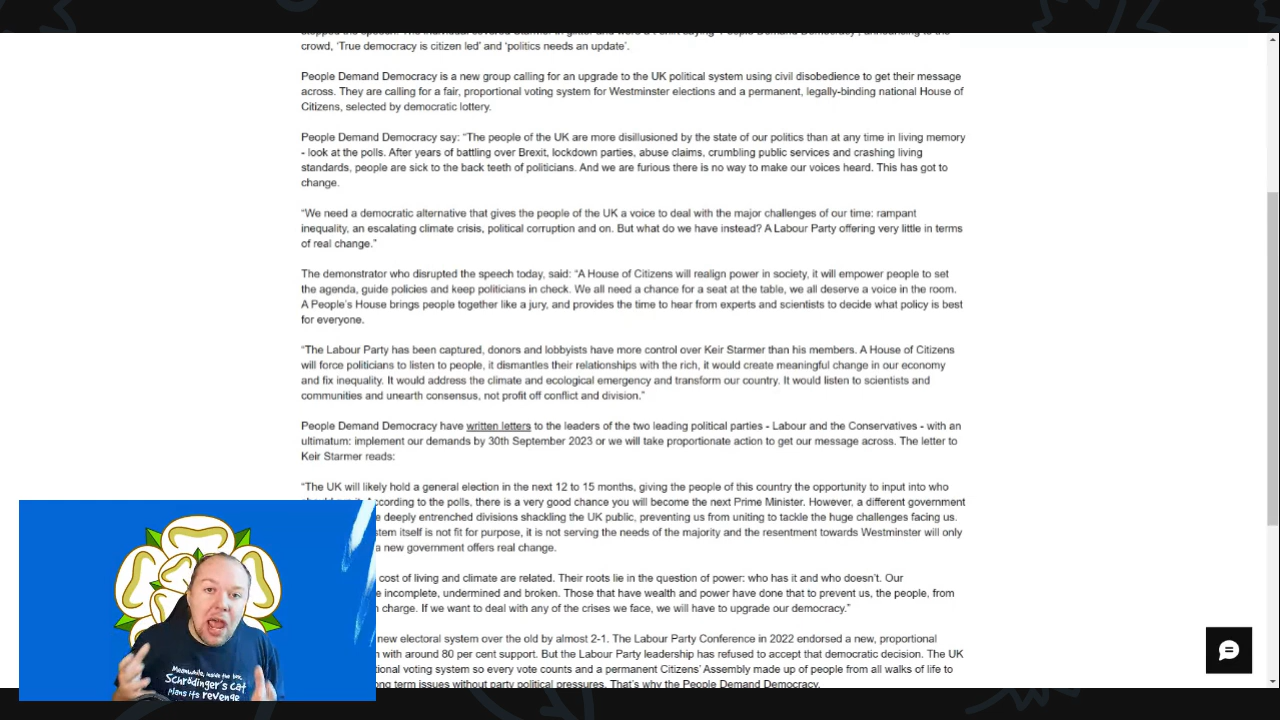 crowd, ‘True democracy is citizen led’ and ‘politics needs an update’.
People Demand Democracy is a new group calling for an upgrade to the UK political system using civil disobedience to get their message
across. They are calling for a fair, proportional voting system for Westminster elections and a permanent, legally-binding national House of
Citizens, selected by democratic lottery.
People Demand Democracy say: “The people of the UK are more disillusioned by the state of our politics than at any time in living memory
- look at the polls. After years of battling over Brexit, lockdown parties, abuse claims, crumbling public services and crashing living
standards, people are sick to the back teeth of politicians. And we are furious there is no way to make our voices heard. This has got to
change.
“We need a democratic alternative that gives the people of the UK a voice to deal with the major challenges of our time: rampant
inequality, an escalating climate crisis, political corruption and on. But what do we have instead? A Labour Party offering very little in terms
of real change.”
The demonstrator who disrupted the speech today, said: “A House of Citizens will realign power in society, it will empower people to set
the agenda, guide policies and keep politicians in check. We all need a chance for a seat at the table, we all deserve a voice in the room.
A People’s House brings people together like a jury, and provides the time to hear from experts and scientists to decide what policy is best
for everyone.
“The Labour Party has been captured, donors and lobbyists have more control over Keir Starmer than his members. A House of Citizens
will force politicians to listen to people, it dismantles their relationships with the rich, it would create meaningful change in our economy
and fix inequality. It would address the climate and ecological emergency and transform our country. It would listen to scientists and
communities and unearth consensus, not profit off conflict and division.”
People Demand Democracy have written letters to the leaders of the two leading political parties - Labour and the Conservatives - with an
ultimatum: implement our demands by 30th September 2023 or we will take proportionate action to get our message across. The letter to
Keir Starmer reads:
“The UK will likely hold a general election in the next 12 to 15 months, giving the people of this country the opportunity to input into who
according to the polls, there is a very good chance you will become the next Prime Minister. However, a different government
deeply entrenched divisions shackling the UK public, preventing us from uniting to tackle the huge challenges facing us.
itself is not fit for purpose, it is not serving the needs of the majority and the resentment towards Westminster will only
a new government offers real change.
cost of living and climate are related. Their roots lie in the question of power: who has it and who doesn’t. Our
incomplete, undermined and broken. Those that have wealth and power have done that to prevent us, the people, from
charge. If we want to deal with any of the crises we face, we will have to upgrade our democracy.”
new electoral system over the old by almost 2-1. The Labour Party Conference in 2022 endorsed a new, proportional
with around 80 per cent support. But the Labour Party leadership has refused to accept that democratic decision. The UK
voting system so every vote counts and a permanent Citizens’ Assembly made up of people from all walks of life to
term issues without party political pressures. That’s why the People Demand Democracy.
Meanwhile, inside the box,
Schrödinger's Cat
plans its revenge